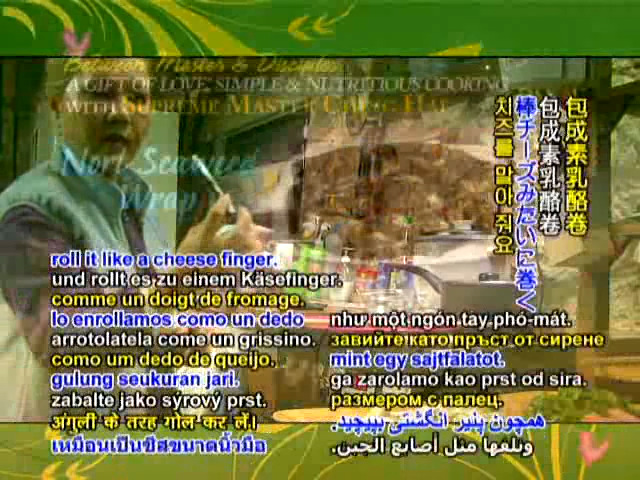 Between Master & Disciples
A GIFT OF LOVE: SIMPLE & NUTRITIOUS COOKING
WITH SUPREME MASTER CHING HAI
Nori Seaweed
Wrap
包成素乳酪卷
包成素乳酪卷
棒チーズみたいに巻く
치즈를 말아 줘요
roll it like a cheese finger.
und rollt es zu einem Käsefinger.
comme un doigt de fromage.
lo enrollamos como un dedo
arrotolatela come un grissino.
como um dedo de queijo.
gulung seukuran jari.
zabalte jako sýrový prst.
अंगुली के तरह गोल कर लें।
เหมือนเป็นชีสขนาดนิ้วมือ
như một ngón tay phó-mát.
завийте като пръст от сирене
mint egy sajtfalatot.
ga zarolamo kao prst od sira.
размером с палец.
همچون پنیر انگشتی بپیچید.
ونلفها مثل أصابع الجبن.